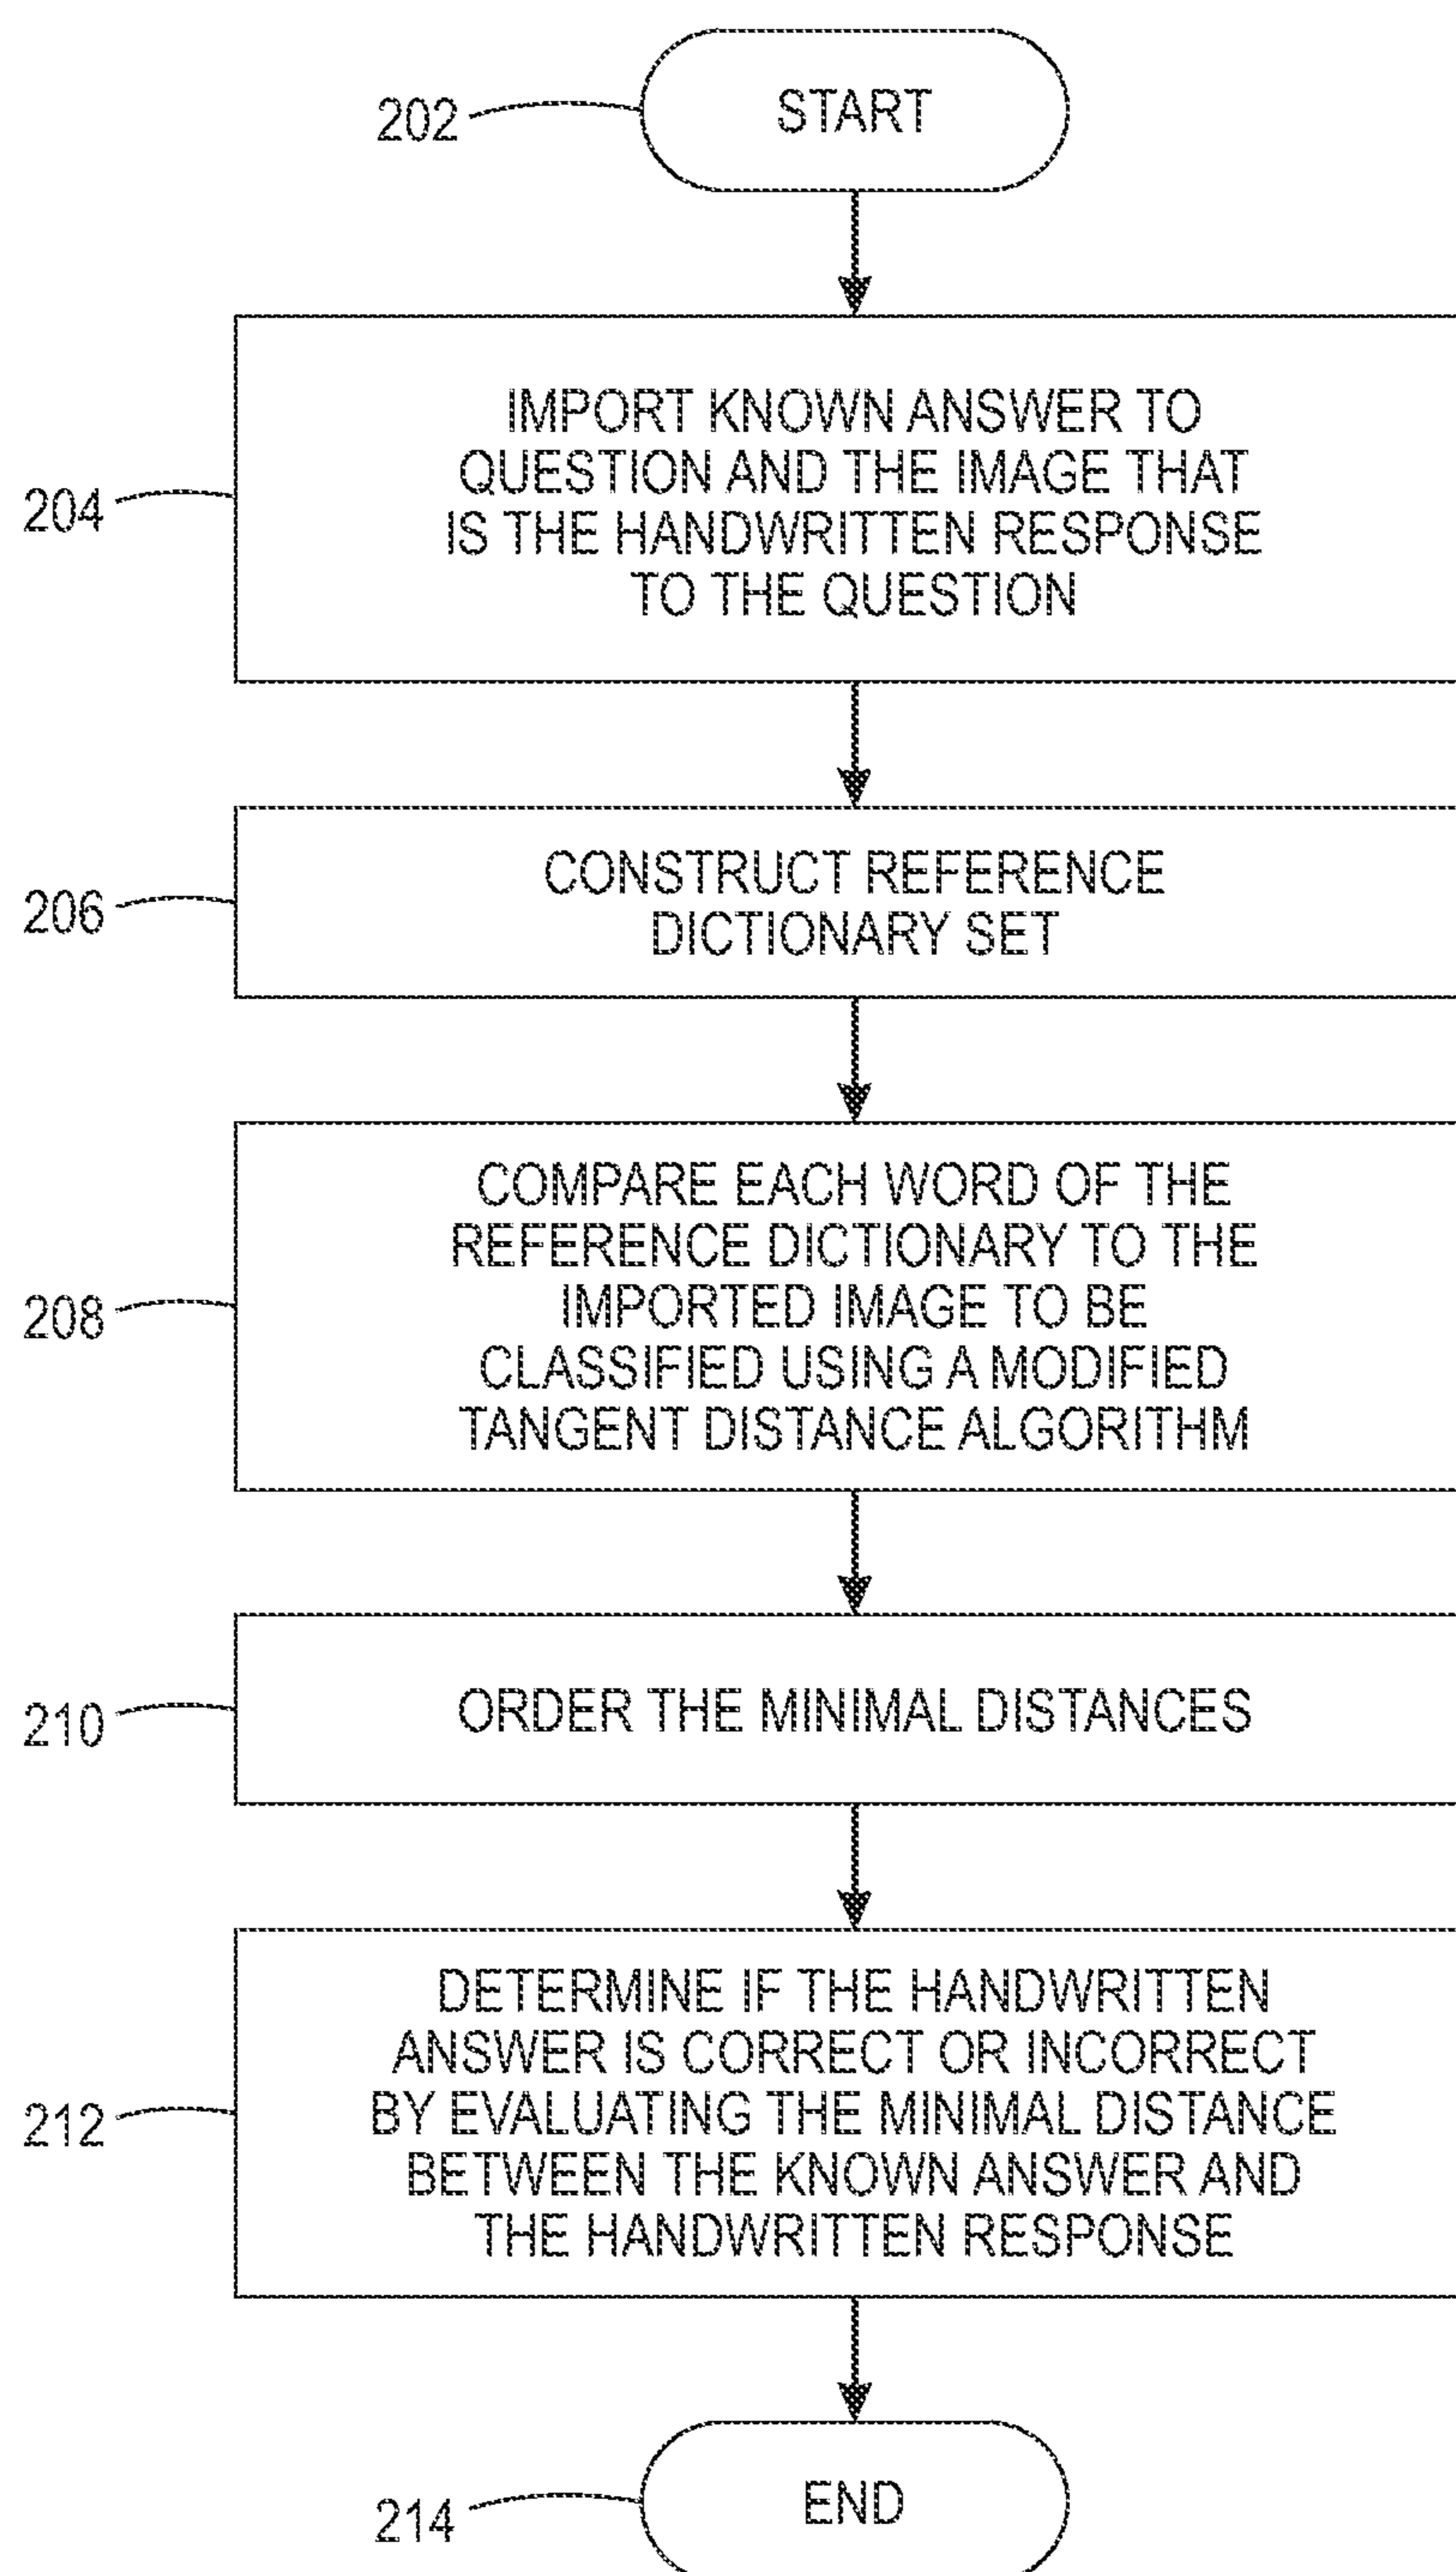 202
START
204
IMPORT KNOWN ANSWER TO
QUESTION AND THE IMAGE THAT
IS THE HANDWRITTEN RESPONSE
TO THE QUESTION
206
CONSTRUCT REFERENCE
DICTIONARY SET
208
COMPARE EACH WORD OF THE
REFERENCE DICTIONARY TO THE
IMPORTED IMAGE TO BE
CLASSIFIED USING A MODIFIED
TANGENT DISTANCE ALGORITHM
210
ORDER THE MINIMAL DISTANCES
212
DETERMINE IF THE HANDWRITTEN
ANSWER IS CORRECT OR INCORRECT
BY EVALUATING THE MINIMAL DISTANCE
BETWEEN THE KNOWN ANSWER AND
THE HANDWRITTEN RESPONSE
214
END